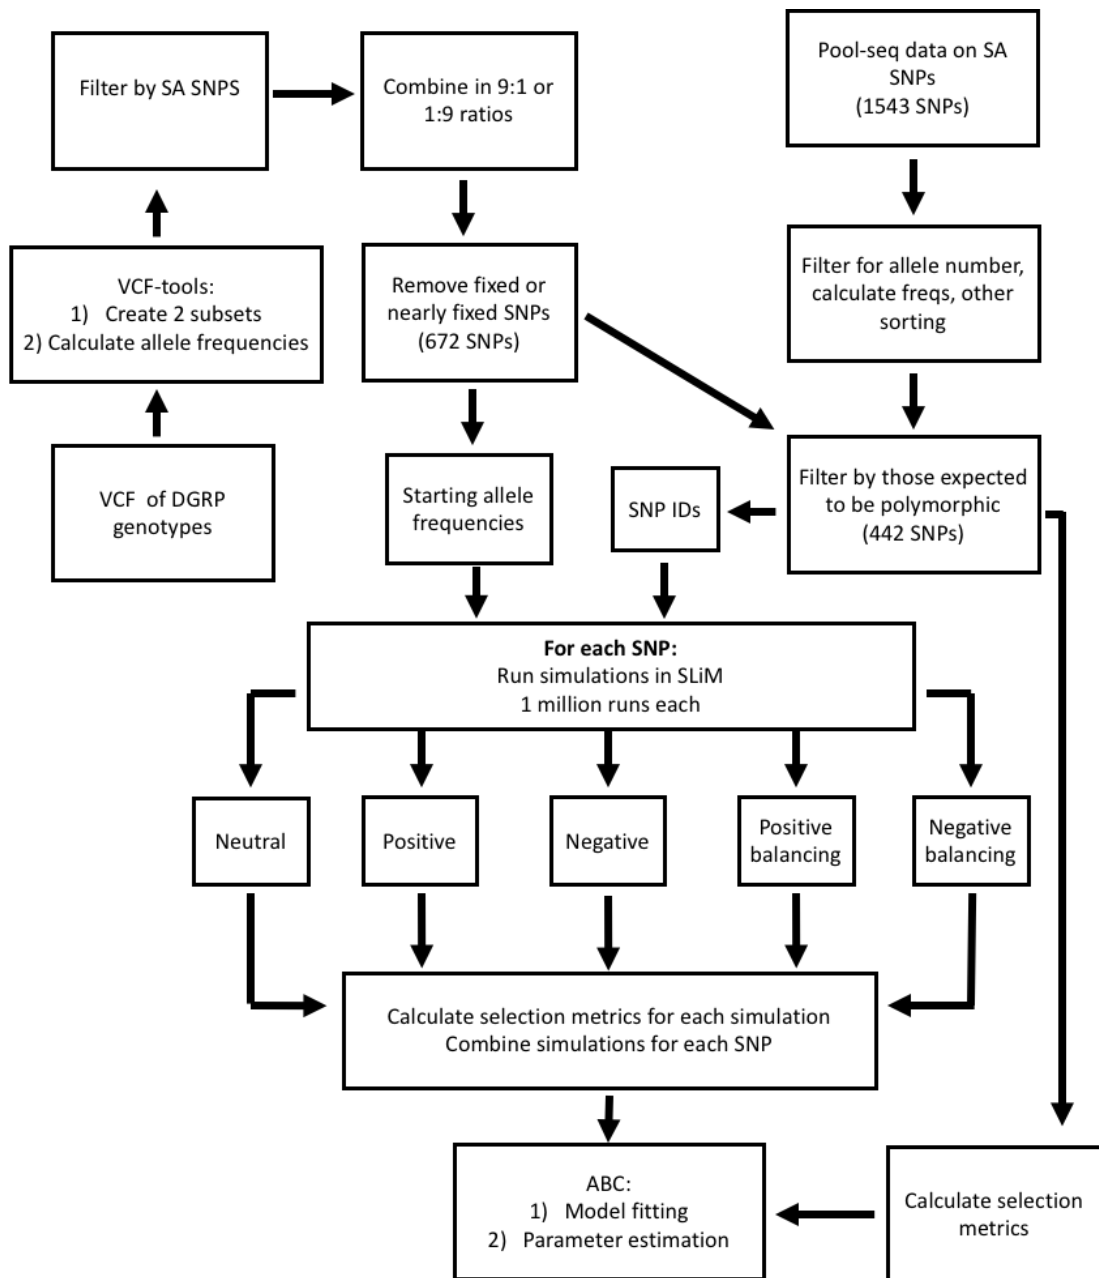 Filter by SA SNPS
Combine in 9:1 or
1:9 ratios
Pool-seq data on SA
SNPs
(1543 SNPs)
VCF-tools:
1) Create 2 subsets
2) Calculate allele frequencies
Remove fixed or
nearly fixed SNPs
(672 SNPs)
Filter for allele number,
calculate freqs, other
sorting
VCF of DGRP
genotypes
Starting allele
frequencies
SNP IDs
Filter by those expected
to be polymorphic
(442 SNPs)
For each SNP:
Run simulations in SLiM
1 million runs each
Neutral
Positive
Negative
Positive
balancing
Negative
balancing
Calculate selection metrics for each simulation
Combine simulations for each SNP
ABC:
1) Model fitting
2) Parameter estimation
Calculate selection
metrics